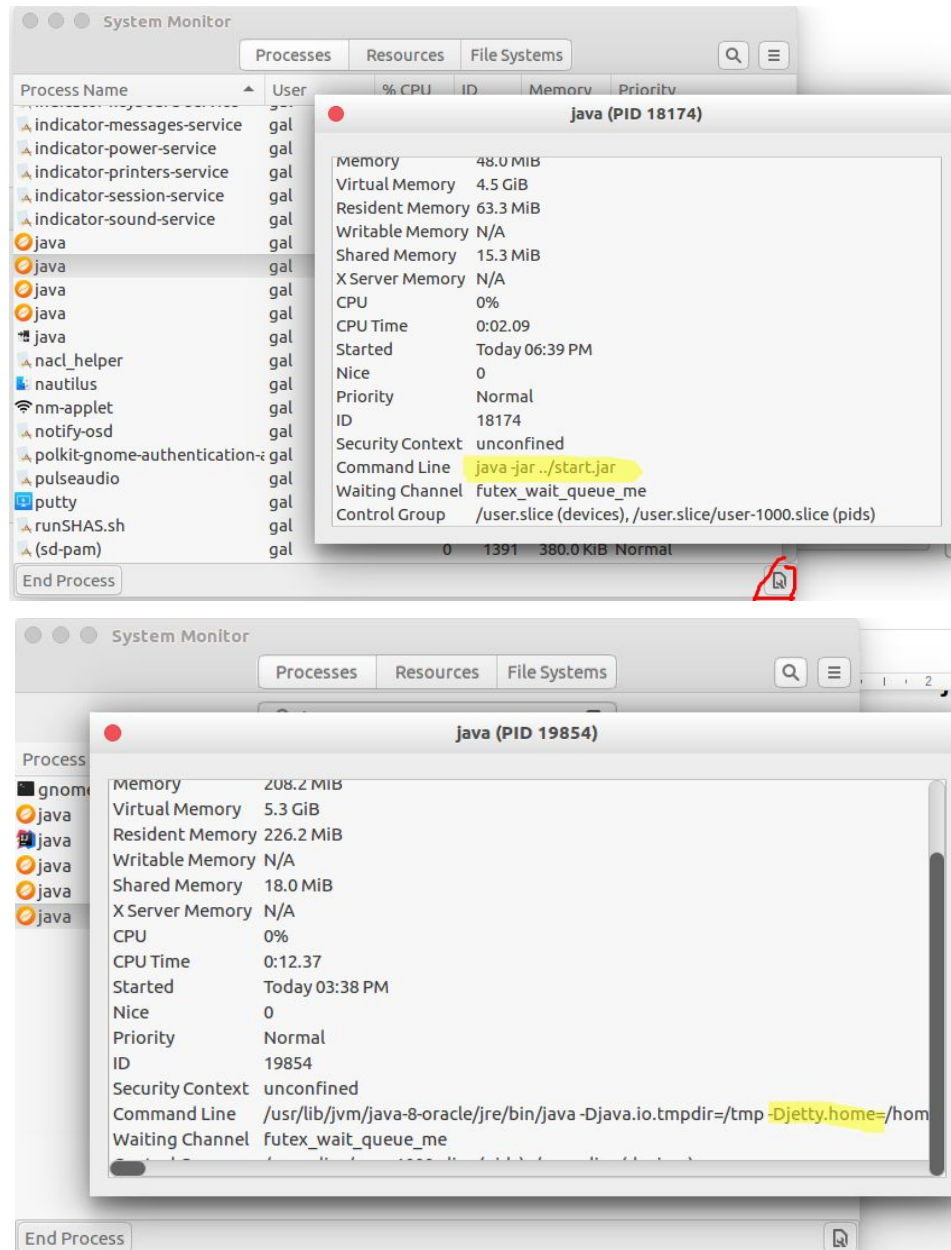 System Monitor
Processes Resources File Systems
Process Name User % CPU ID Memory Priority
java (PID 18174)
indicator-messages-service gal
indicator-power-service gal
indicator-printers-service gal
indicator-session-service gal
indicator-sound-service gal
java gal
java gal
java gal
java gal
java gal
nacl_helper gal
nautilus gal
nm-applet gal
notify-osd gal
polkit-gnome-authentication-a gal
pulseaudio gal
putty gal
runSHAS.sh gal
(sd-pam) gal 0 1391 380.0 KiB Normal
Memory 48.0 MiB
Virtual Memory 4.5 GiB
Resident Memory 63.3 MiB
Writable Memory N/A
Shared Memory 15.3 MiB
X Server Memory N/A
CPU 0%
CPU Time 0:02.09
Started Today 06:39 PM
Nice 0
Priority Normal
ID 18174
Security Context unconfined
Command Line java -jar ../start.jar
Waiting Channel futex_wait_queue_me
Control Group /user.slice (devices), /user.slice/user-1000.slice (pids)
End Process
System Monitor
Processes Resources File Systems
2
java (PID 19854)
Process
gnome
java
java
java
java
java
Memory 208.2 MiB
Virtual Memory 5.3 GiB
Resident Memory 226.2 MiB
Writable Memory N/A
Shared Memory 18.0 MiB
X Server Memory N/A
CPU 0%
CPU Time 0:12.37
Started Today 03:38 PM
Nice 0
Priority Normal
ID 19854
Security Context unconfined
Command Line /usr/lib/jvm/java-8-oracle/jre/bin/java -Djava.io.tmpdir=/tmp -Djetty.home=/hom
Waiting Channel futex_wait_queue_me
End Process